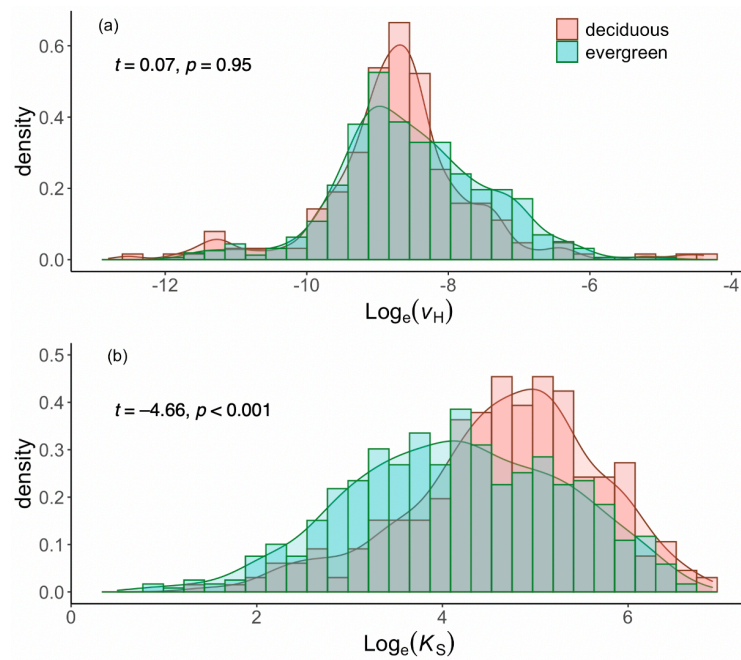 (a)
deciduous
evergreen
t = 0.07, p = 0.95
density
0.6
0.4
0.2
0.0
-12 -10 -8 -6 -4
Logₑ(νH)
(b)
t = –4.66, p < 0.001
density
0.5
0.4
0.3
0.2
0.1
0.0
0 2 4 6
Logₑ(KS)